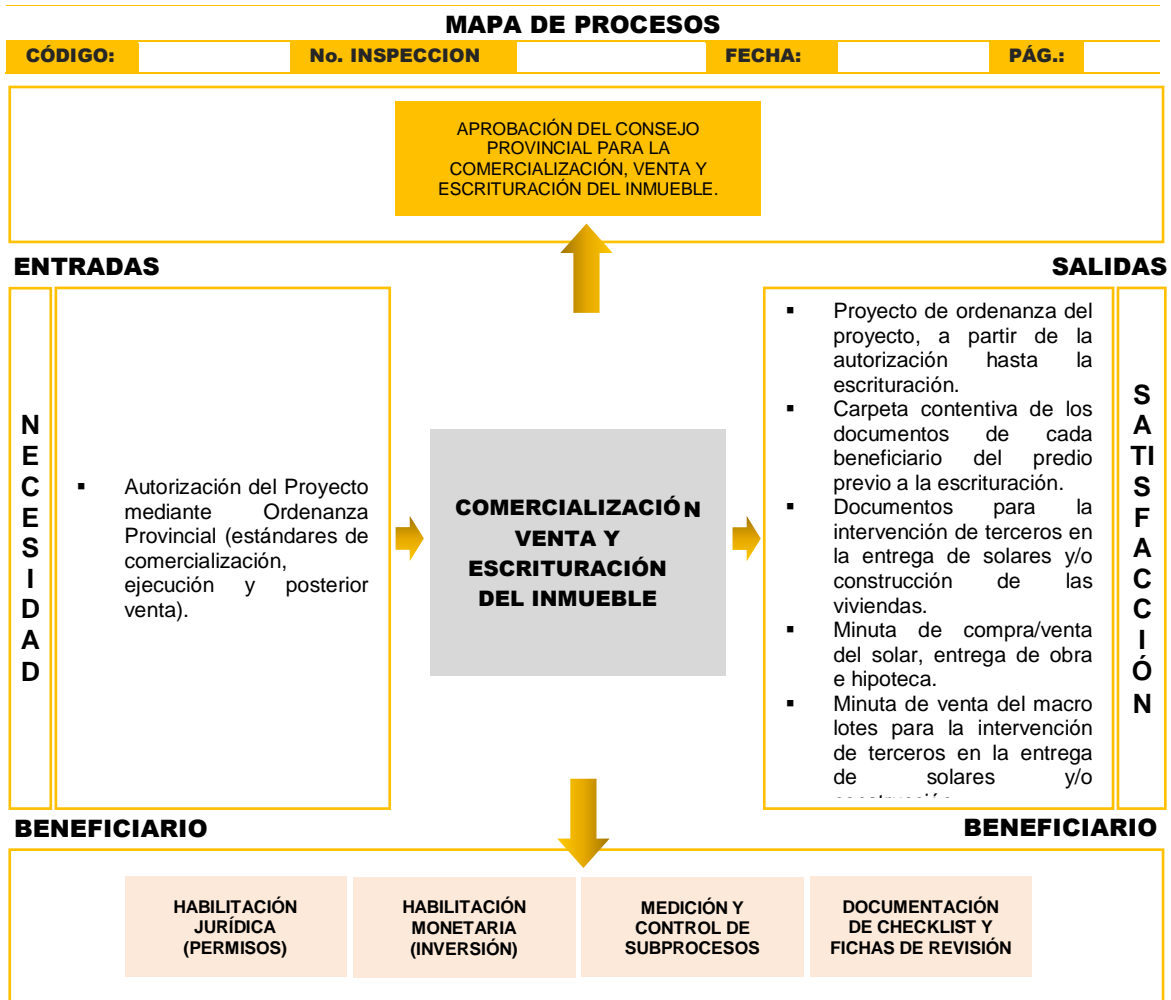 MAPA DE PROCESOS
CÓDIGO: No. INSPECCION FECHA: PÁG.:
APROBACIÓN DEL CONSEJO
PROVINCIAL PARA LA
COMERCIALIZACIÓN, VENTA Y
ESCRITURACIÓN DEL INMUEBLE.
ENTRADAS
SALIDAS
N
E
C
E
S
I
D
A
D
▪ Autorización del Proyecto
mediante Ordenanza
Provincial (estándares de
comercialización,
ejecución y posterior
venta).
COMERCIALIZACIÓN
VENTA Y
ESCRITURACIÓN
DEL INMUEBLE
▪ Proyecto de ordenanza del
proyecto, a partir de la
autorización hasta la
escrituración.
▪ Carpeta contentiva de los
documentos de cada
beneficiario del predio
previo a la escrituración.
▪ Documentos para la
intervención de terceros en
la entrega de solares y/o
construcción de las
viviendas.
▪ Minuta de compra/venta
del solar, entrega de obra
e hipoteca.
▪ Minuta de venta del macro
lotes para la intervención
de terceros en la entrega
de solares y/o
S
A
TI
S
F
A
C
C
I
Ó
N
BENEFICIARIO
BENEFICIARIO
HABILITACIÓN
JURÍDICA
(PERMISOS)
HABILITACIÓN
MONETARIA
(INVERSIÓN)
MEDICIÓN Y
CONTROL DE
SUBPROCESOS
DOCUMENTACIÓN
DE CHECKLIST Y
FICHAS DE REVISIÓN